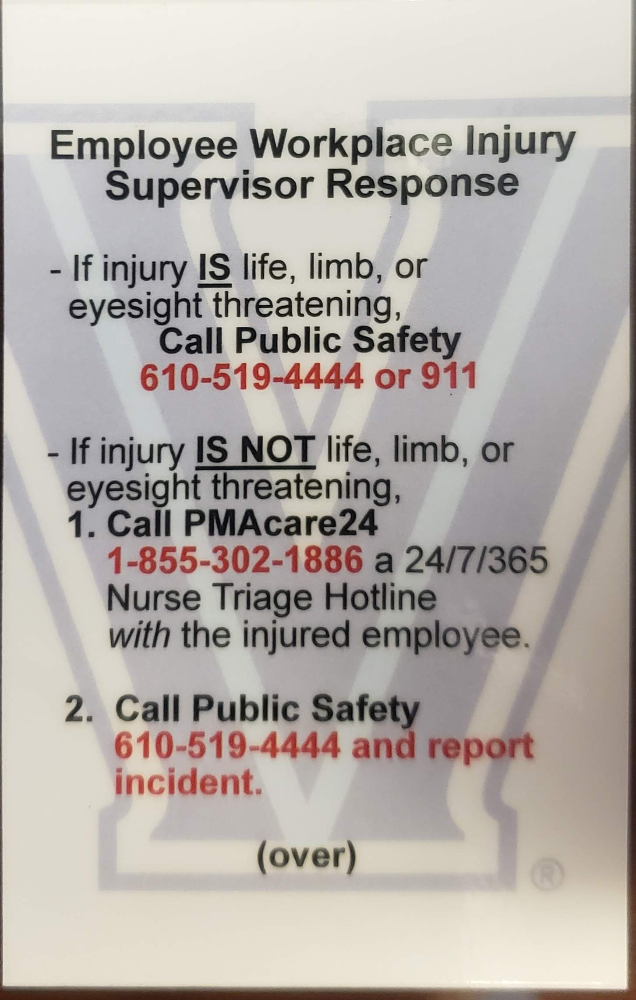 Employee Workplace Injury
Supervisor Response
- If injury IS life, limb, or
eyesight threatening,
Call Public Safety
610-519-4444 or 911
- If injury IS NOT life, limb, or
eyesight threatening,
1. Call PMAcare24
1-855-302-1886 a 24/7/365
Nurse Triage Hotline
with the injured employee.
2. Call Public Safety
610-519-4444 and report
incident.
(over)
V ®